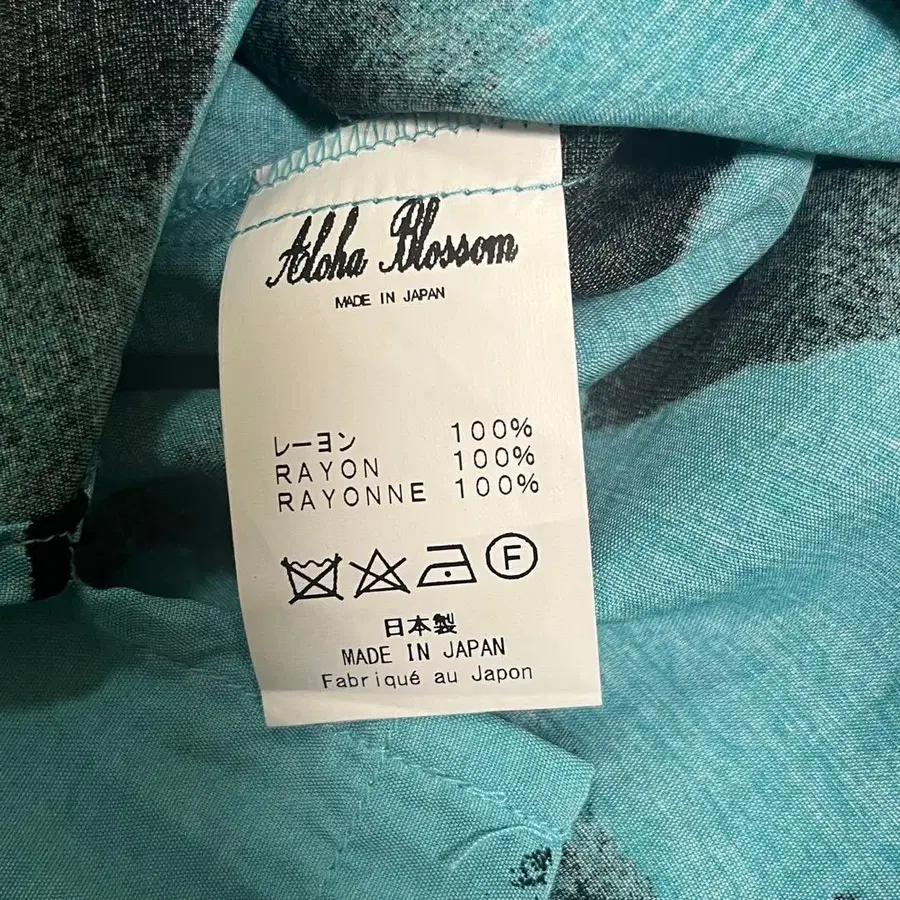 Aloha Blossom
MADE IN JAPAN
レーヨン 100%
RAYON 100%
RAYONNE 100%
F
日本製
MADE IN JAPAN
Fabriqué au Japon